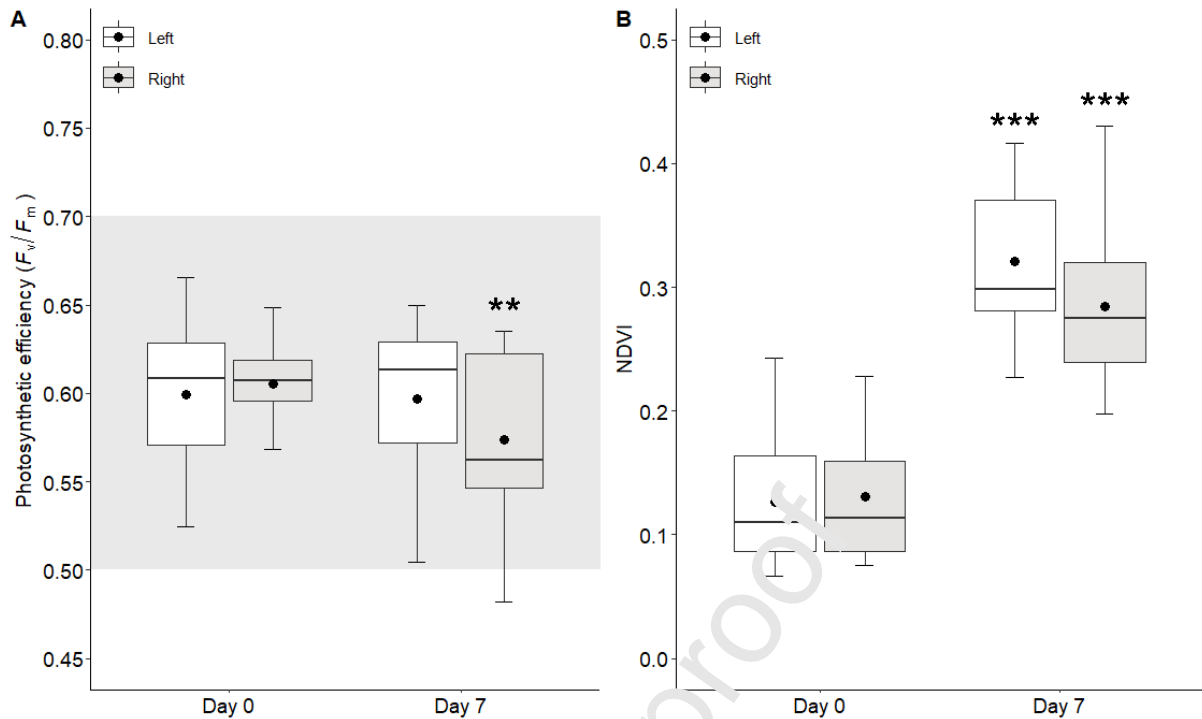 A
Left
Right
0.80
0.75
0.70
0.65
0.60
0.55
0.50
0.45
Photosynthetic efficiency (Fv/Fm)
**
Day 0
Day 7
B
Left
Right
0.5
0.4
0.3
0.2
0.1
0.0
NDVI
***
***
Day 0
Day 7
proof